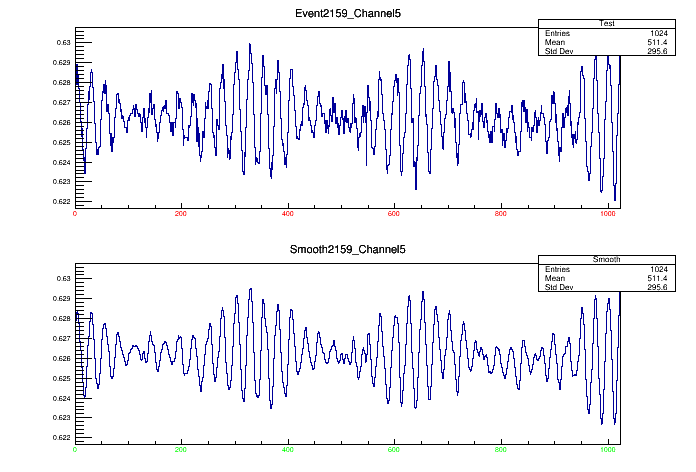 Event2159_Channel5
Test
Entries 1024
Mean 511.4
Std Dev 295.6
0.63
0.629
0.628
0.627
0.626
0.625
0.624
0.623
0.622
0 200 400 600 800 1000
Smooth2159_Channel5
Smooth
Entries 1024
Mean 511.4
Std Dev 295.6
0.63
0.629
0.628
0.627
0.626
0.625
0.624
0.623
0.622
0 200 400 600 800 1000